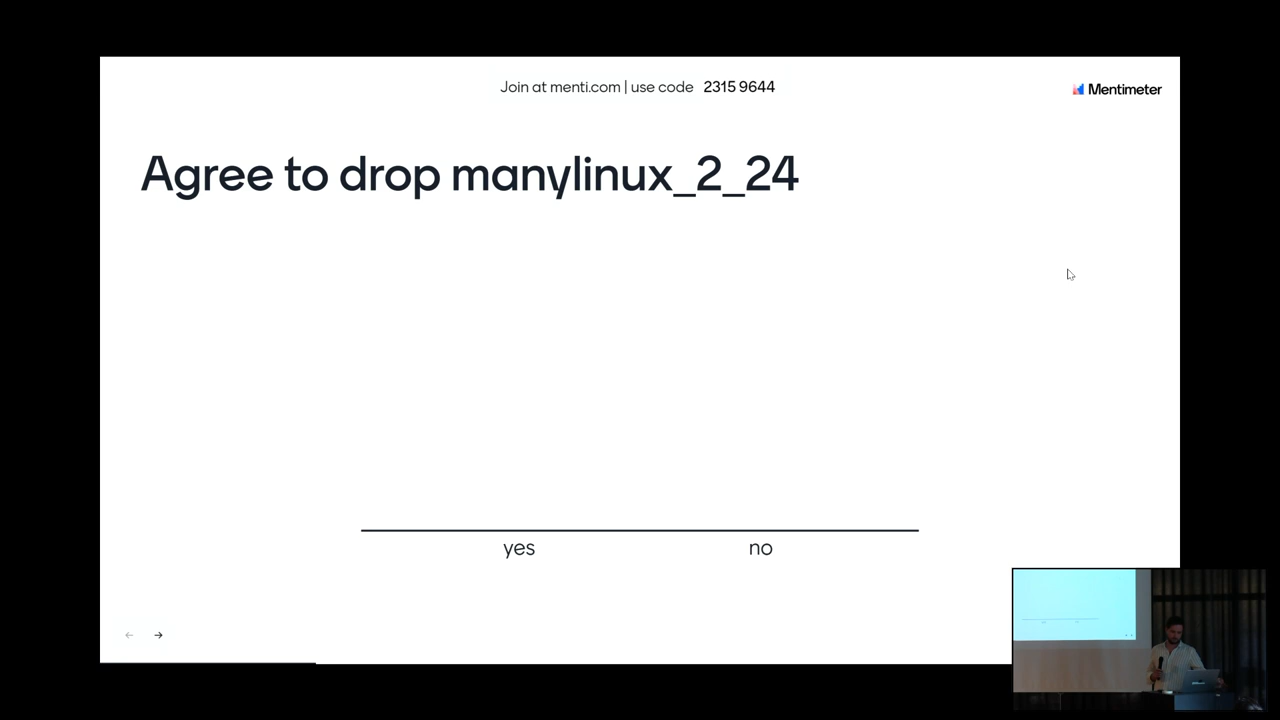 Join at menti.com | use code 2315 9644
Mentimeter
Agree to drop manylinux_2_24
yes
no